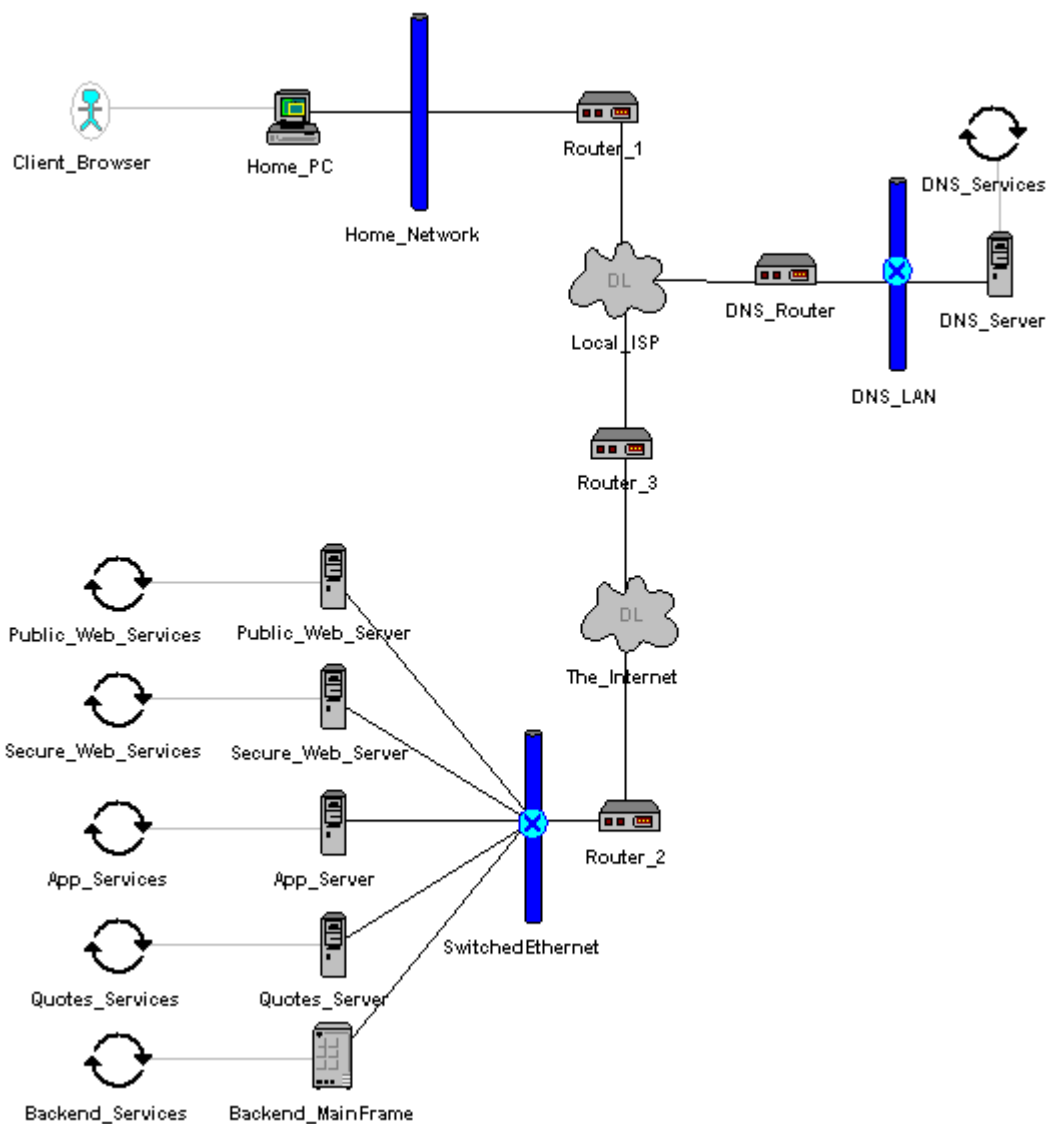 Client_Browser
Home_PC
Router_1
Home_Network
DNS_Services
DL
Local_ISP
DNS_Router
DNS_Server
DNS_LAN
Router_3
DL
The_Internet
Public_Web_Services
Public_Web_Server
Secure_Web_Services
Secure_Web_Server
Router_2
App_Services
App_Server
SwitchedEthernet
Quotes_Services
Quotes_Server
Backend_Services
Backend_MainFrame